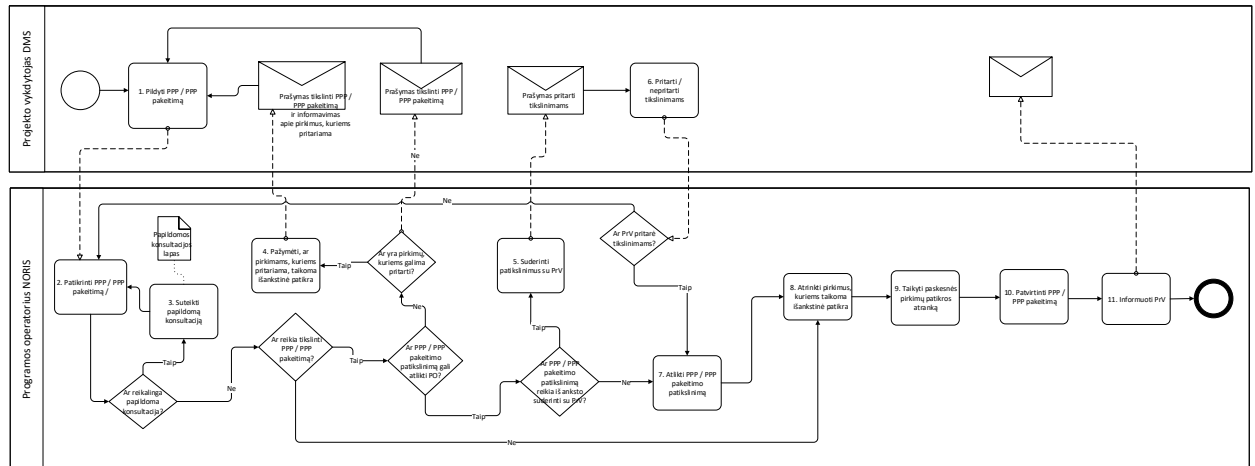 Projekto vykdytojas DMS
1. Pildyti PPP / PPP
pakeitimą
Prašymas tikslinti PPP /
PPP pakeitimą
ir informavimas
apie pirkimus, kuriems
pritariama
Prašymas tikslinti PPP /
PPP pakeitimą
Prašymas pritarti
tikslinimams
6. Pritarti /
nepritarti
tikslinimams
Ne
Programos operatorius NORIS
Ne
Papildomos
konsultacijos
lapas
2. Patikrinti PPP / PPP
pakeitimą /
3. Suteikti
papildomą
konsultaciją
Taip
Ar reikalinga
papildoma
konsultacija?
Ne
4. Pažymėti, ar
pirkimams, kuriems
pritariama, taikoma
išankstinė patikra
Taip
Ar yra pirkimų,
kuriems galima
pritarti?
Ne
Ar reikia tikslinti
PPP / PPP
pakeitimą?
Taip
Ar PPP / PPP
pakeitimo
patikslinimą gali
atlikti PO?
Taip
5. Suderinti
patikslinimus su PrV
Taip
Ar PPP / PPP
pakeitimo
patikslinimą
reikia iš anksto
suderinti su PrV?
Ne
Ar PrV pritarė
tikslinimams?
Taip
7. Atlikti PPP / PPP
pakeitimo
patikslinimą
Ne
8. Atrinkti pirkimus,
kuriems taikoma
išankstinė patikra
9. Taikyti paskesnės
pirkimų patikros
atranką
10. Patvirtinti PPP /
PPP pakeitimą
11. Informuoti PrV